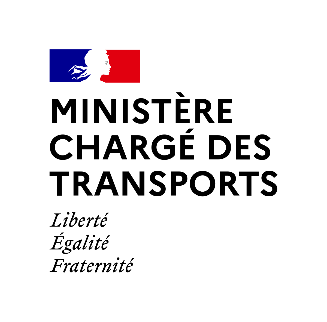 MINISTÈRE
CHARGÉ DES
TRANSPORTS
Liberté
Égalité
Fraternité